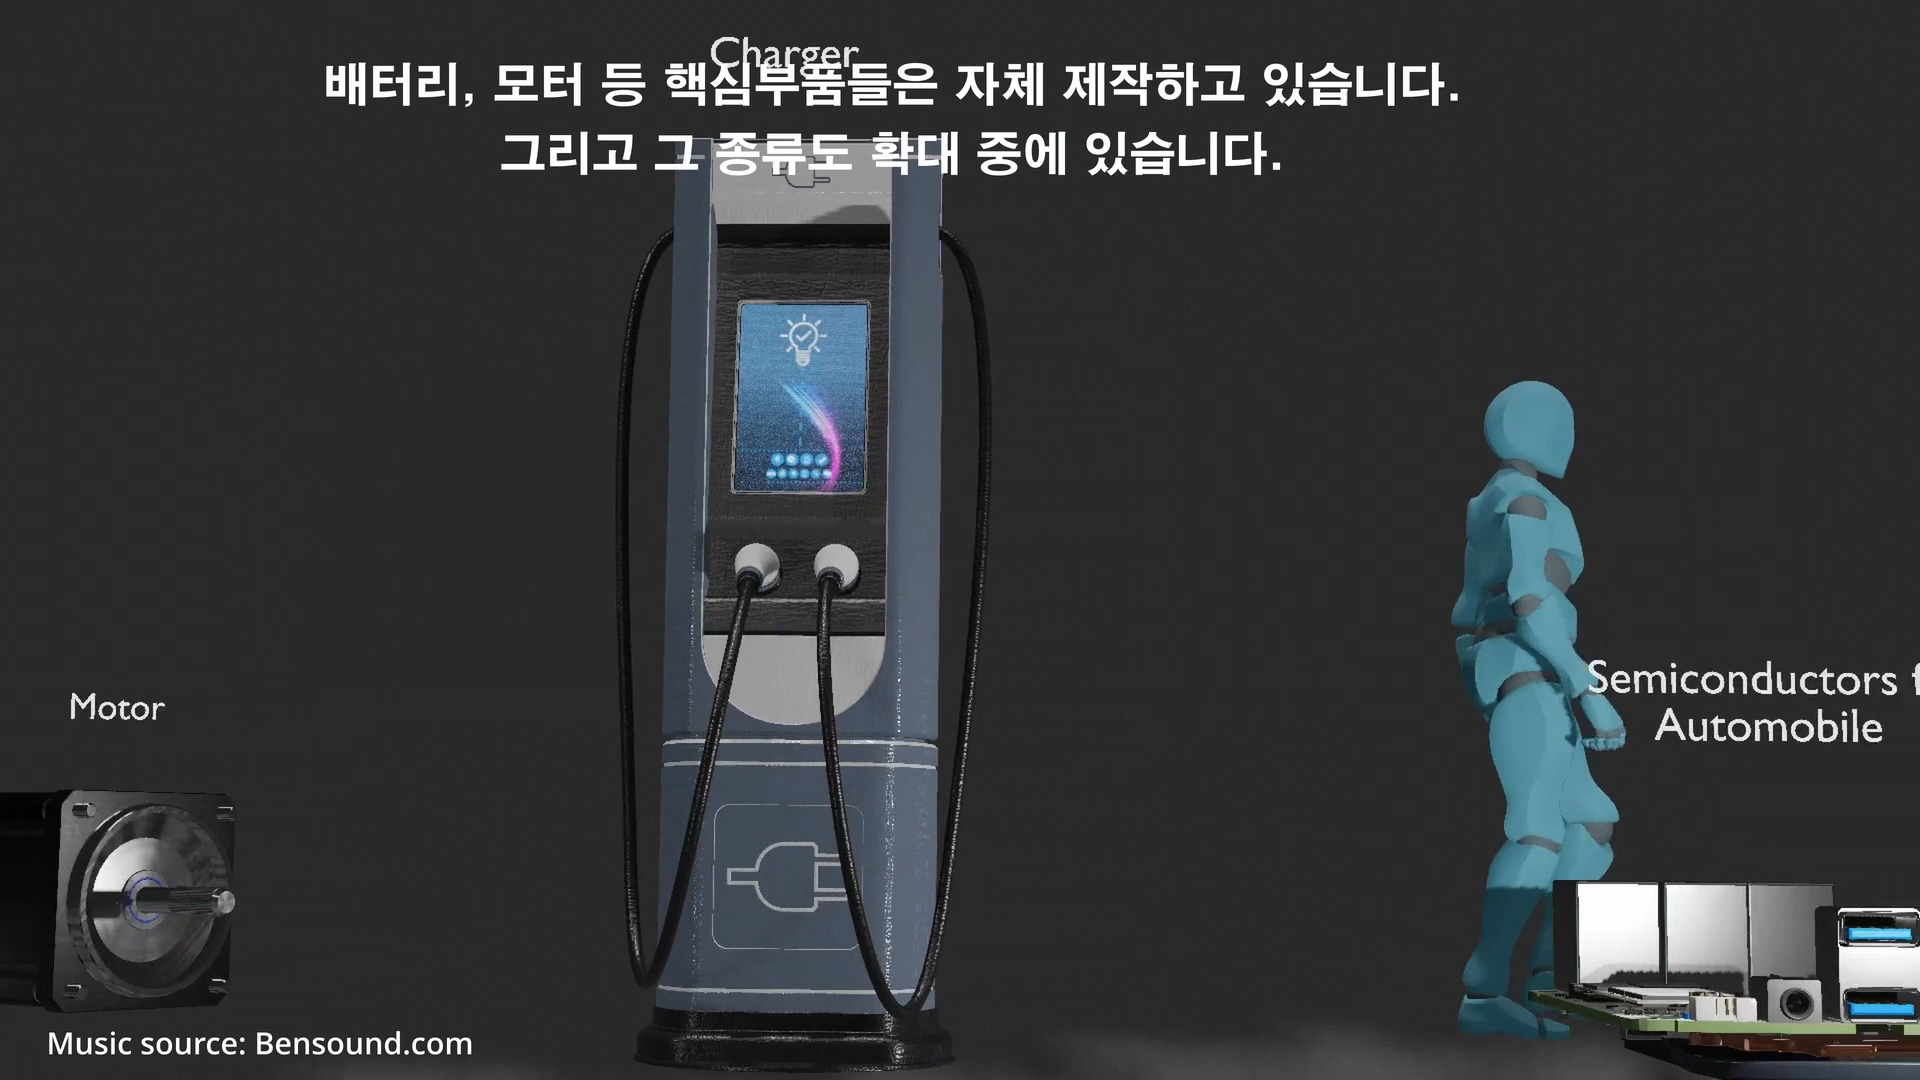 Charger
배터리, 모터 등 핵심부품들은 자체 제작하고 있습니다.
그리고 그 종류도 확대 중에 있습니다.
Motor
Semiconductors
Automobile
Music source: Bensound.com